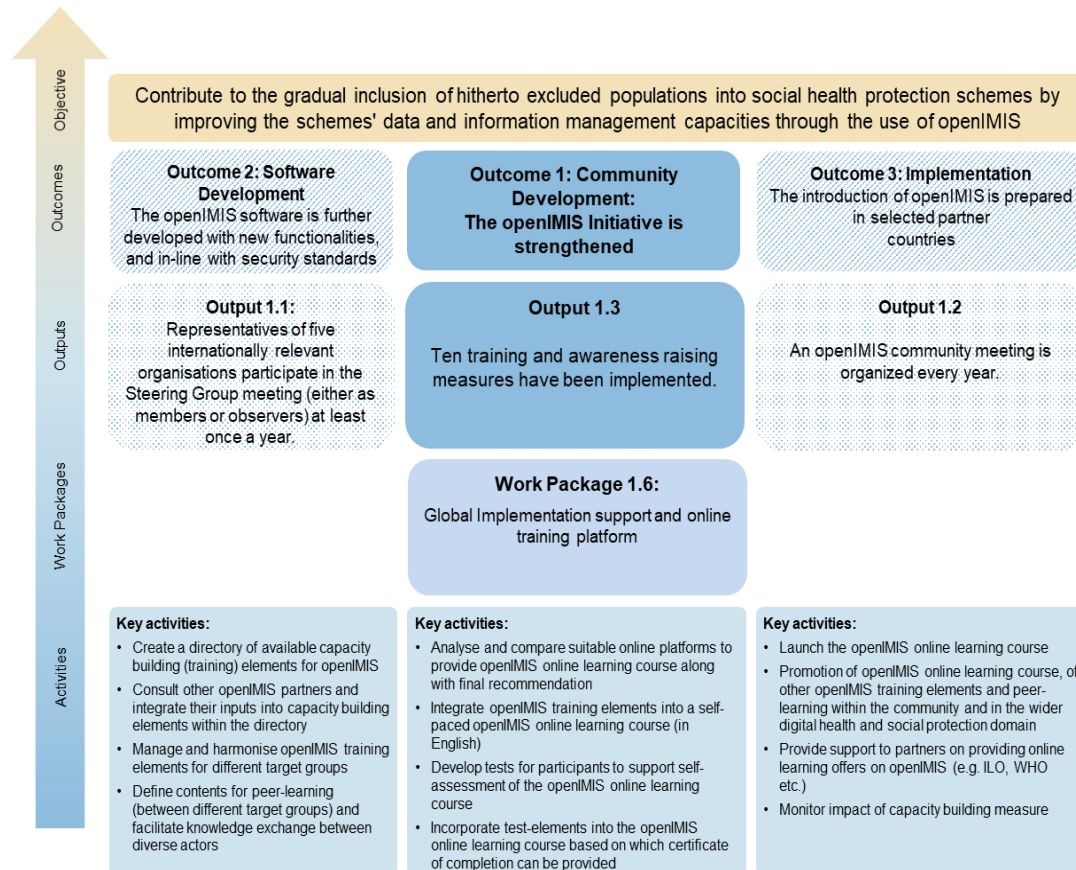 Objective
Contribute to the gradual inclusion of hitherto excluded populations into social health protection schemes by
improving the schemes' data and information management capacities through the use of openIMIS
Outcomes
Outcome 2: Software
Development
The openIMIS software is further
developed with new functionalities,
and in-line with security standards
Outcome 1: Community
Development:
The openIMIS Initiative is
strengthened
Outcome 3: Implementation
The introduction of openIMIS is prepared
in selected partner
countries
Outputs
Output 1.1:
Representatives of five
internationally relevant
organisations participate in the
Steering Group meeting (either as
members or observers) at least
once a year.
Output 1.3
Ten training and awareness raising
measures have been implemented.
Output 1.2
An openIMIS community meeting is
organized every year.
Work Packages
Work Package 1.6:
Global Implementation support and online
training platform
Activities
Key activities:
• Create a directory of available capacity
building (training) elements for openIMIS
• Consult other openIMIS partners and
integrate their inputs into capacity building
elements within the directory
• Manage and harmonise openIMIS training
elements for different target groups
• Define contents for peer-learning
(between different target groups) and
facilitate knowledge exchange between
diverse actors
Key activities:
• Analyse and compare suitable online platforms to
provide openIMIS online learning course along
with final recommendation
• Integrate openIMIS training elements into a self-
paced openIMIS online learning course (in
English)
• Develop tests for participants to support self-
assessment of the openIMIS online learning
course
• Incorporate test-elements into the openIMIS
online learning course based on which certificate
of completion can be provided
Key activities:
• Launch the openIMIS online learning course
• Promotion of openIMIS online learning course, of
other openIMIS training elements and peer-
learning within the community and in the wider
digital health and social protection domain
• Provide support to partners on providing online
learning offers on openIMIS (e.g. ILO, WHO
etc.)
• Monitor impact of capacity building measure